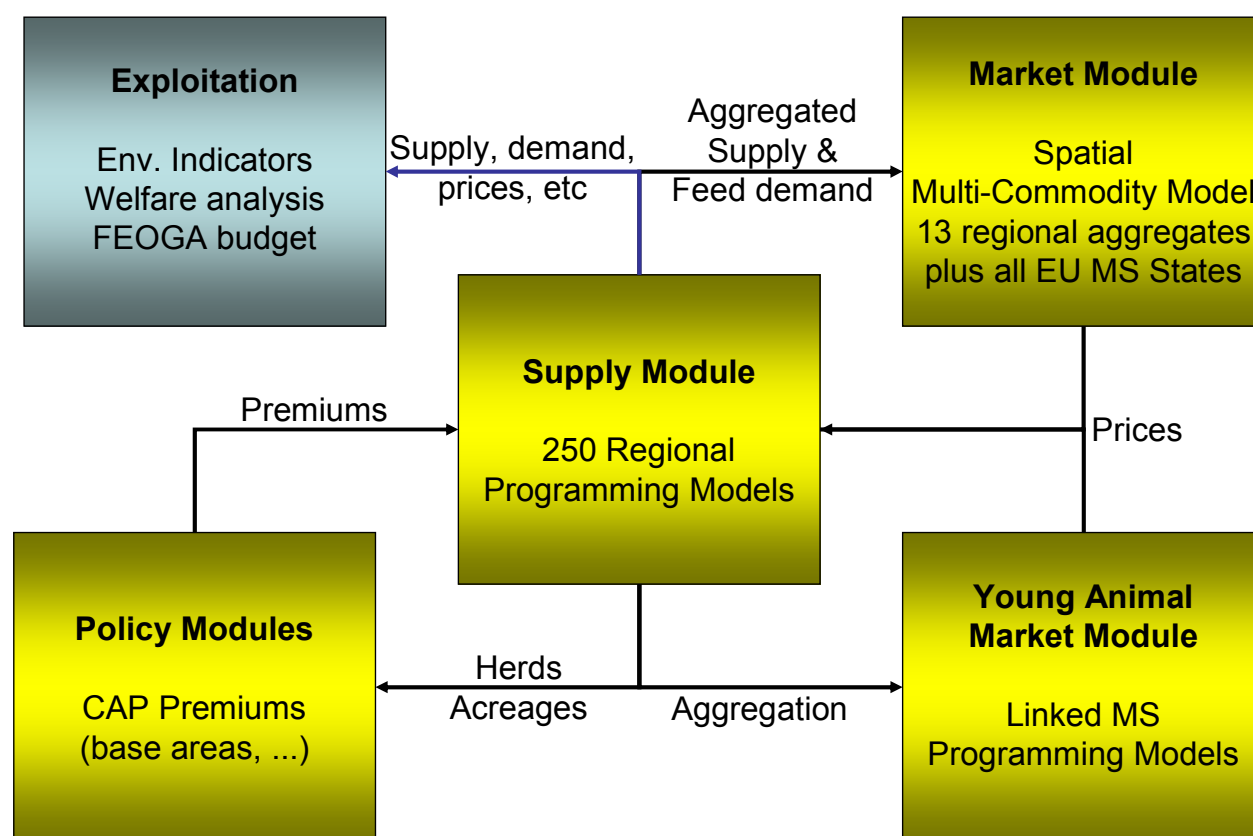 Exploitation
Env. Indicators
Welfare analysis
FEOGA budget
Supply, demand,
prices, etc
Aggregated
Supply &
Feed demand
Market Module
Spatial
Multi-Commodity Model
13 regional aggregates
plus all EU MS States
Premiums
Supply Module
250 Regional
Programming Models
Prices
Policy Modules
CAP Premiums
(base areas, ...)
Herds
Acreages
Aggregation
Young Animal
Market Module
Linked MS
Programming Models